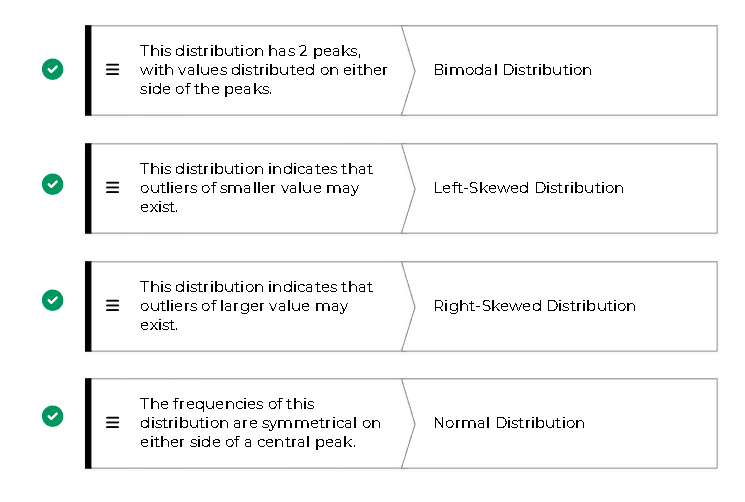 This distribution has 2 peaks,
with values distributed on either
side of the peaks.
Bimodal Distribution
This distribution indicates that
outliers of smaller value may
exist.
Left-Skewed Distribution
This distribution indicates that
outliers of larger value may
exist.
Right-Skewed Distribution
The frequencies of this
distribution are symmetrical on
either side of a central peak.
Normal Distribution